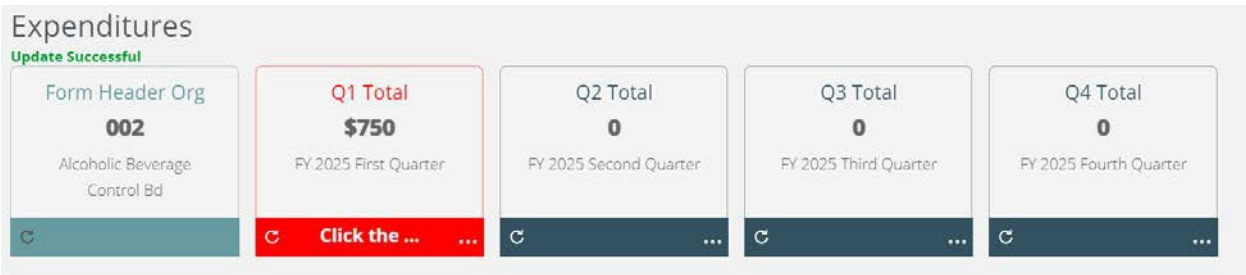 Expenditures
Update Successful
Form Header Org
002
Alcoholic Beverage
Control Bd
Q1 Total
$750
FY 2025 First Quarter
Click the ... ...
Q2 Total
0
FY 2025 Second Quarter
...
Q3 Total
0
FY 2025 Third Quarter
...
Q4 Total
0
FY 2025 Fourth Quarter
...